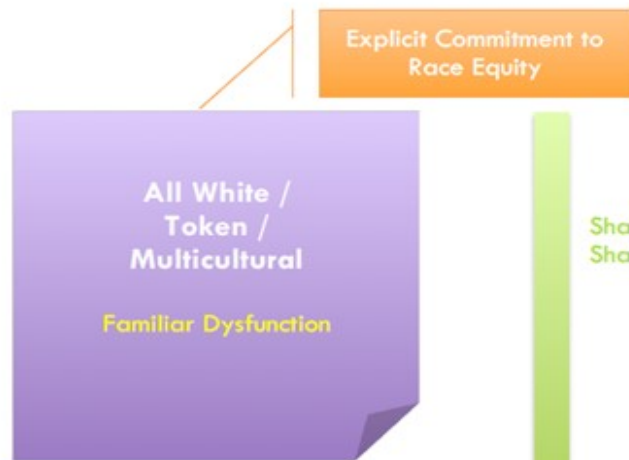 Explicit Commitment to
Race Equity
All White /
Token /
Multicultural
Familiar Dysfunction